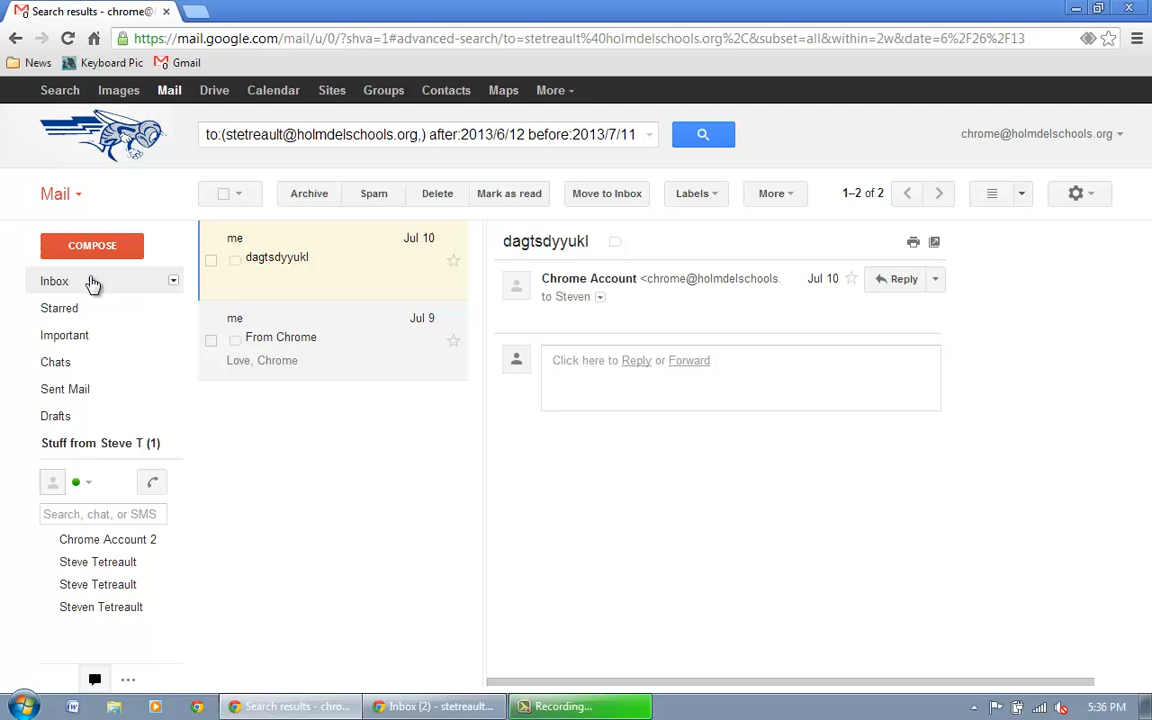 Search results - chrome@
https://mail.google.com/mail/u/0/?shva=1#advanced-search/to=stetreault%40holmdelschools.org%2C&subset=all&within=2w&date=6%2F26%2F13
News Keyboard Pic Gmail
Search Images Mail Drive Calendar Sites Groups Contacts Maps More
to:(stetreault@holmdelschools.org,) after:2013/6/12 before:2013/7/11
chrome@holmdelschools.org
Mail
Archive Spam Delete Mark as read Move to Inbox Labels More 1–2 of 2
COMPOSE
Inbox
Starred
Important
Chats
Sent Mail
Drafts
Stuff from Steve T (1)
Search, chat, or SMS
Chrome Account 2
Steve Tetreault
Steve Tetreault
Steven Tetreault
me Jul 10
dagtsdyyukl
me Jul 9
From Chrome
Love, Chrome
dagtsdyyukl
Chrome Account <chrome@holmdelschools. Jul 10 Reply
to Steven
Click here to Reply or Forward
Search results - chro... Inbox (2) - stetreault... Recording... 5:36 PM